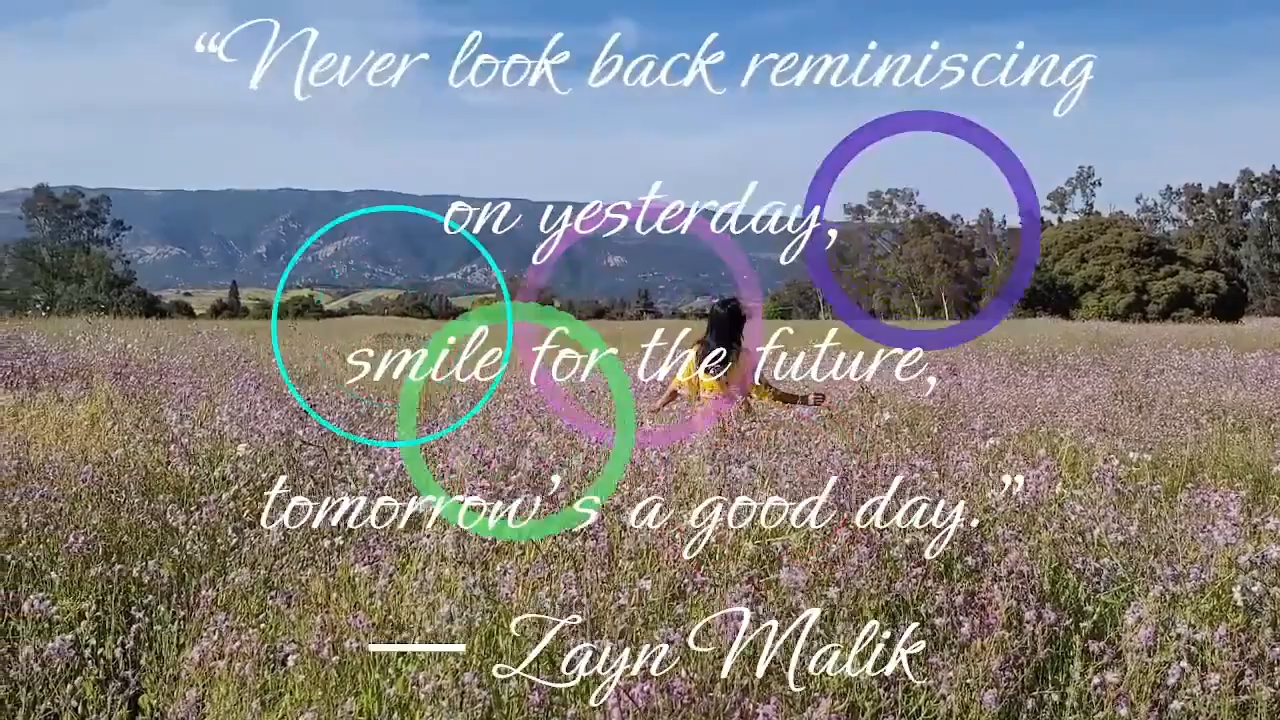 “Never look back reminiscing
on yesterday,
smile for the future,
tomorrow’s a good day.”
— Zayn Malik